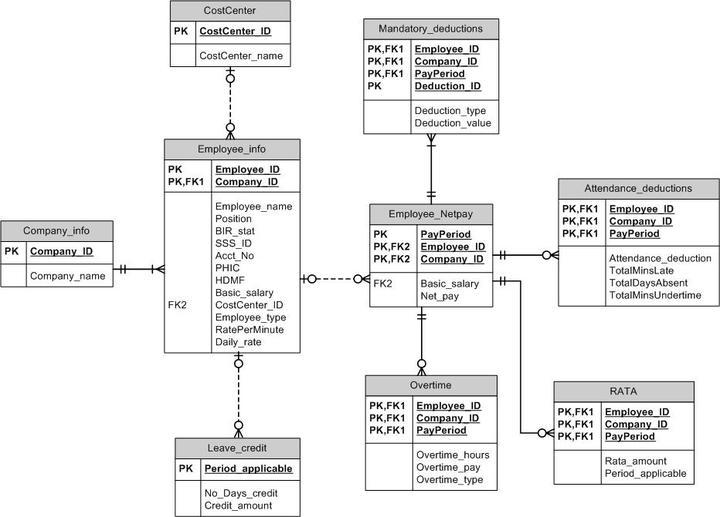 CostCenter
PK CostCenter_ID
CostCenter_name
Mandatory_deductions
PK,FK1 Employee_ID
PK,FK1 Company_ID
PK,FK1 PayPeriod
PK Deduction_ID
Deduction_type
Deduction_value
Employee_info
PK Employee_ID
PK,FK1 Company_ID
Employee_name
Position
BIR_stat
SSS_ID
Acct_No
PHIC
HDMF
Basic_salary
FK2 CostCenter_ID
Employee_type
RatePerMinute
Daily_rate
Company_info
PK Company_ID
Company_name
Employee_Netpay
PK PayPeriod
PK,FK2 Employee_ID
PK,FK2 Company_ID
FK2 Basic_salary
Net_pay
Attendance_deductions
PK,FK1 Employee_ID
PK,FK1 Company_ID
PK,FK1 PayPeriod
Attendance_deduction
TotalMinsLate
TotalDaysAbsent
TotalMinsUndertime
Leave_credit
PK Period_applicable
No_Days_credit
Credit_amount
Overtime
PK,FK1 Employee_ID
PK,FK1 Company_ID
PK,FK1 PayPeriod
Overtime_hours
Overtime_pay
Overtime_type
RATA
PK,FK1 Employee_ID
PK,FK1 Company_ID
PK,FK1 PayPeriod
Rata_amount
Period_applicable